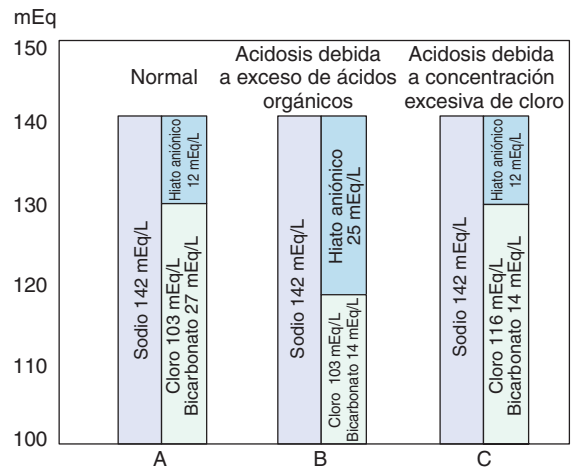 mEq
150
140
130
120
110
100
Normal
Acidosis debida
a exceso de ácidos
orgánicos
Acidosis debida
a concentración
excesiva de cloro
Sodio 142 mEq/L
Hiato aniónico
12 mEq/L
Cloro 103 mEq/L
Bicarbonato 27 mEq/L
Sodio 142 mEq/L
Hiato aniónico
25 mEq/L
Cloro 103 mEq/L
Bicarbonato 14 mEq/L
Sodio 142 mEq/L
Hiato aniónico
12 mEq/L
Cloro 116 mEq/L
Bicarbonato 14 mEq/L
A
B
C